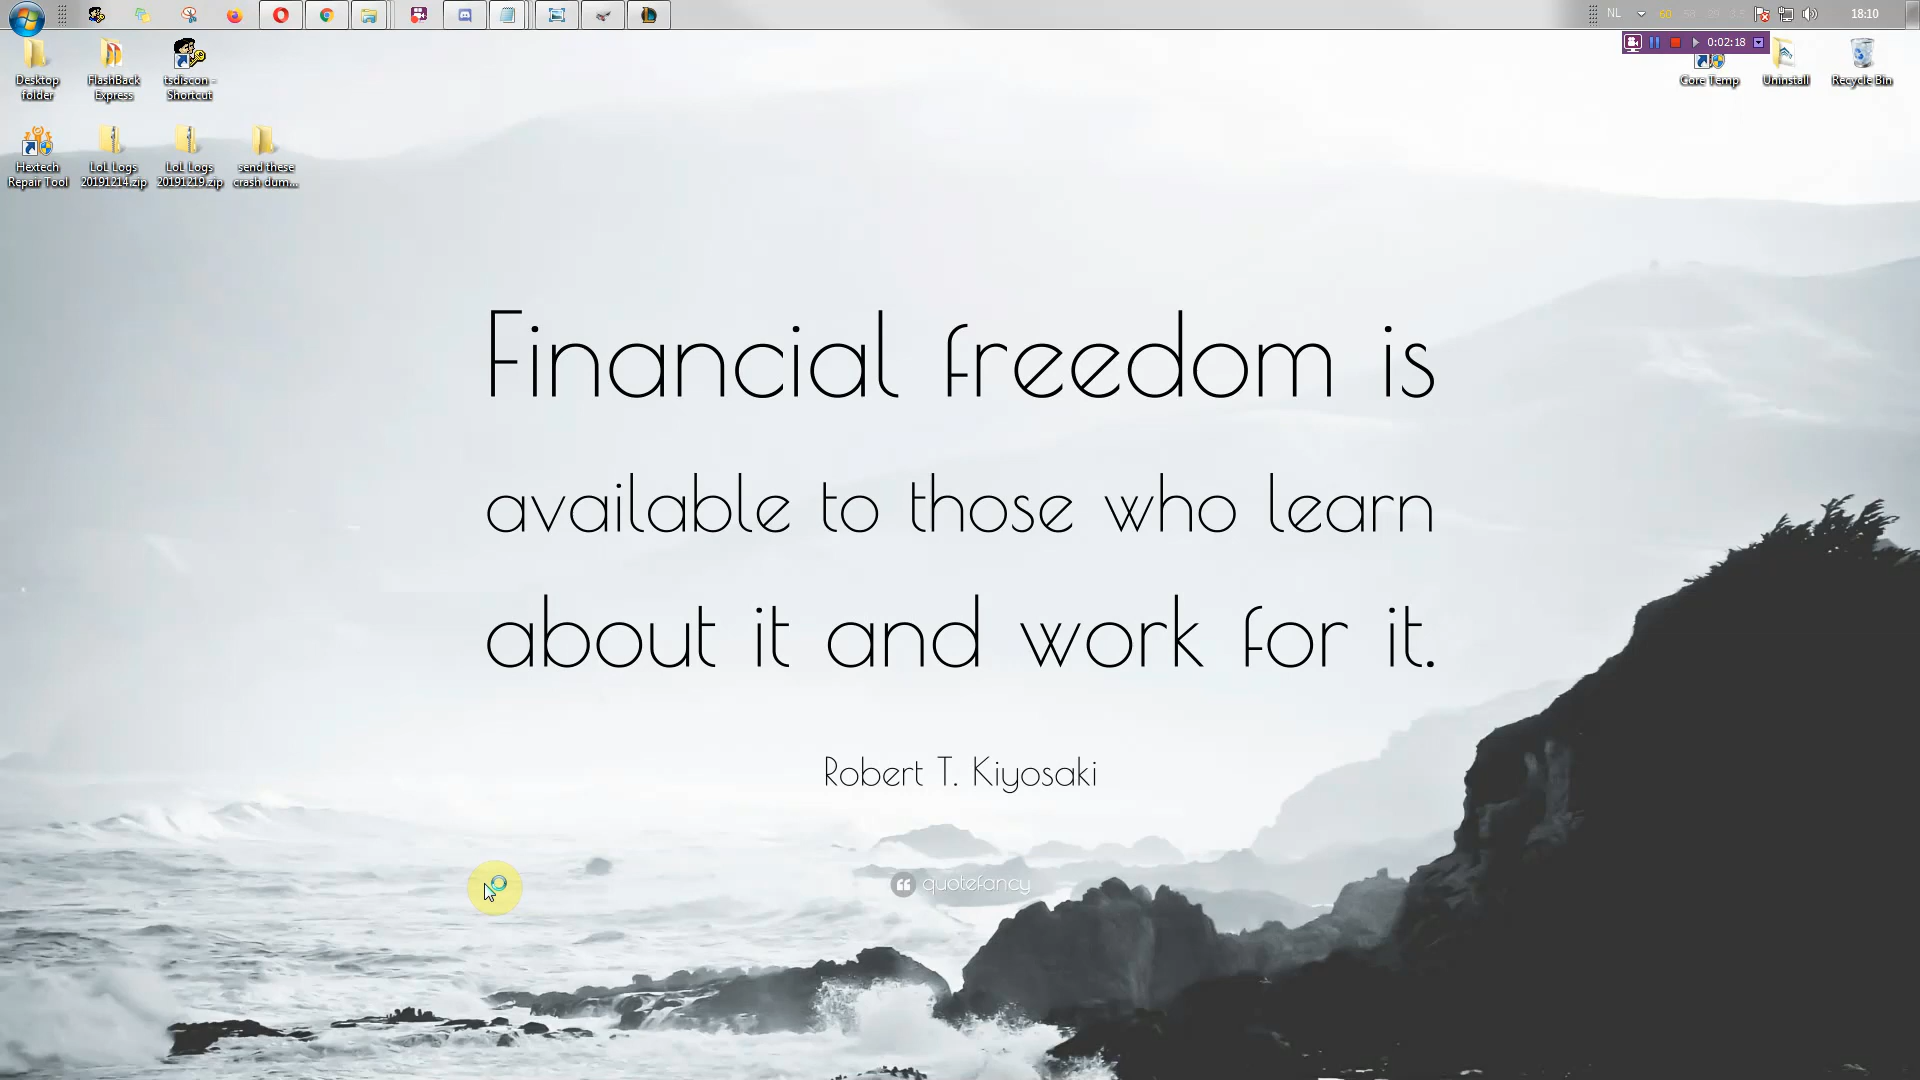 NL
60
18:10
0:02:18
Desktop folder
FlashBack Express
tsdiscon - Shortcut
Core Temp
Uninstall
Recycle Bin
Hextech Repair Tool
LoL Logs 20191214.zip
LoL Logs 20191219.zip
send these crash dum...
Financial freedom is
available to those who learn
about it and work for it.
Robert T. Kiyosaki
quotefancy